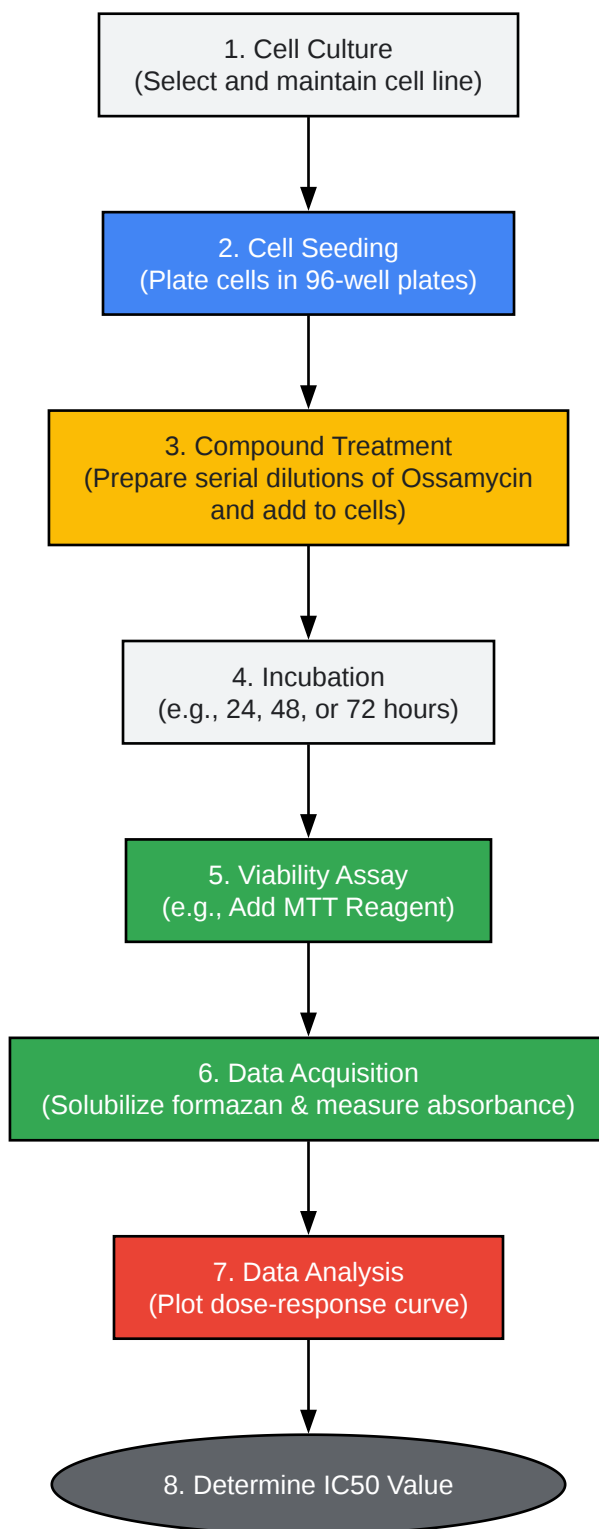 1. Cell Culture
(Select and maintain cell line)
2. Cell Seeding
(Plate cells in 96-well plates)
3. Compound Treatment
(Prepare serial dilutions of Ossamycin
and add to cells)
4. Incubation
(e.g., 24, 48, or 72 hours)
5. Viability Assay
(e.g., Add MTT Reagent)
6. Data Acquisition
(Solubilize formazan & measure absorbance)
7. Data Analysis
(Plot dose-response curve)
8. Determine IC50 Value